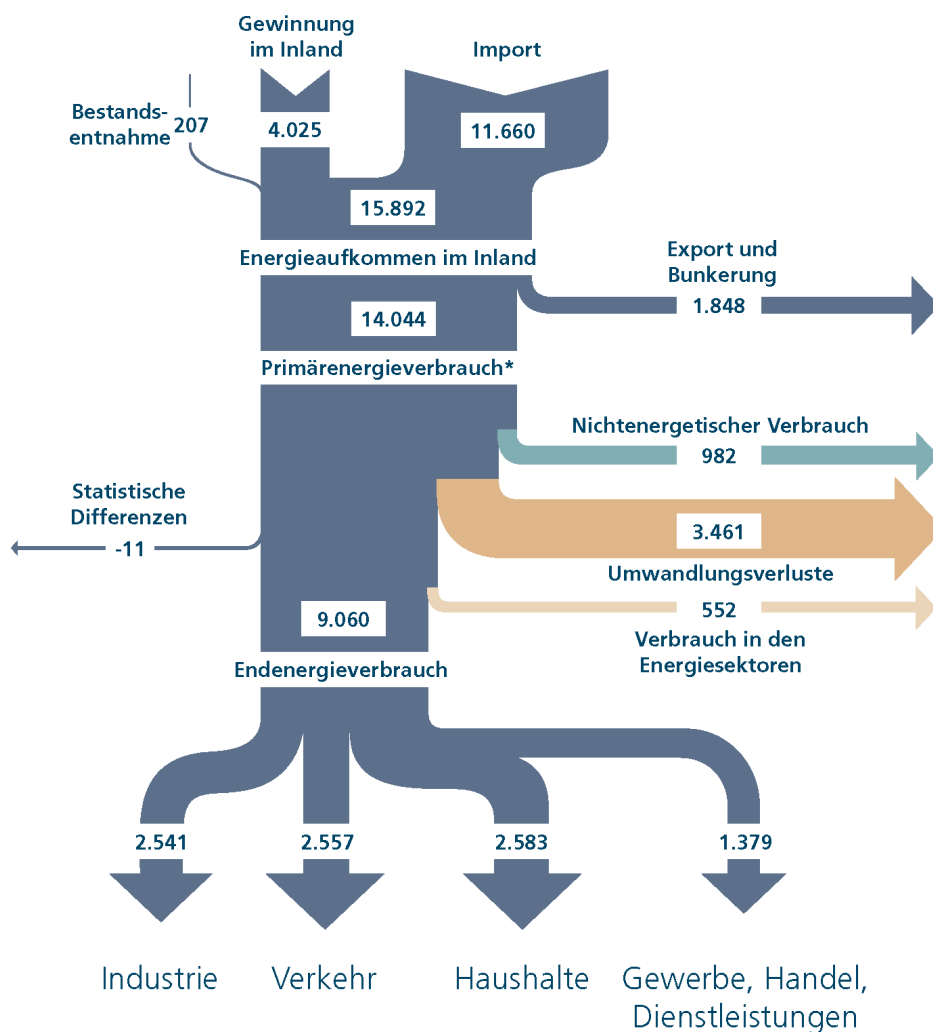 Gewinnung
im Inland
Import
Bestands-
entnahme
207
4.025
11.660
15.892
Energieaufkommen im Inland
Export und
Bunkerung
1.848
14.044
Primärenergieverbrauch*
Nichtenergetischer Verbrauch
982
Statistische
Differenzen
-11
3.461
Umwandlungsverluste
552
Verbrauch in den
Energiesektoren
9.060
Endenergieverbrauch
2.541
2.557
2.583
1.379
Industrie
Verkehr
Haushalte
Gewerbe, Handel,
Dienstleistungen